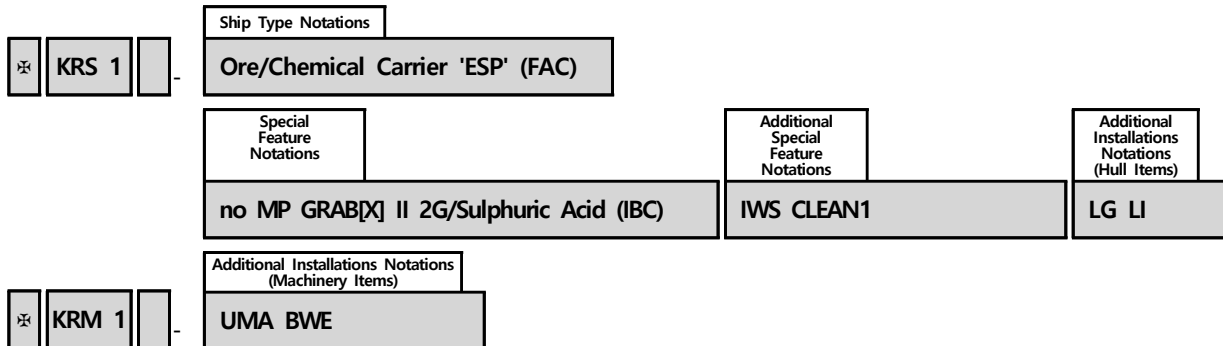 Ship Type Notations
✠ KRS 1 - Ore/Chemical Carrier 'ESP' (FAC)
Special Feature Notations
Additional Special Feature Notations
Additional Installations Notations (Hull Items)
no MP GRAB[X] II 2G/Sulphuric Acid (IBC)
IWS CLEAN1
LG LI
Additional Installations Notations
(Machinery Items)
✠ KRM 1 - UMA BWE